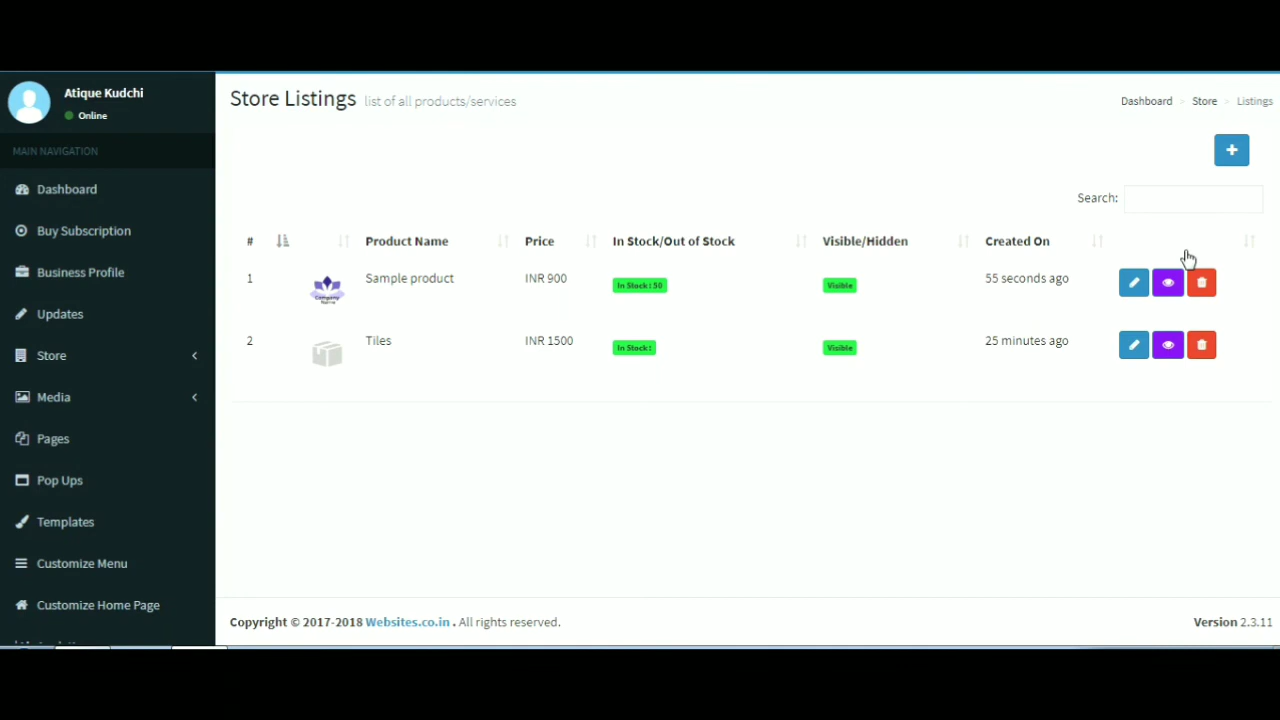 Atique Kudchi
Online
MAIN NAVIGATION
Dashboard
Buy Subscription
Business Profile
Updates
Store
Media
Pages
Pop Ups
Templates
Customize Menu
Customize Home Page
Store Listings list of all products/services
Dashboard > Store > Listings
Search:
# Product Name Price In Stock/Out of Stock Visible/Hidden Created On
1 Sample product INR 900 In Stock: 50 Visible 55 seconds ago
2 Tiles INR 1500 In Stock: Visible 25 minutes ago
Copyright © 2017-2018 Websites.co.in . All rights reserved.
Version 2.3.11